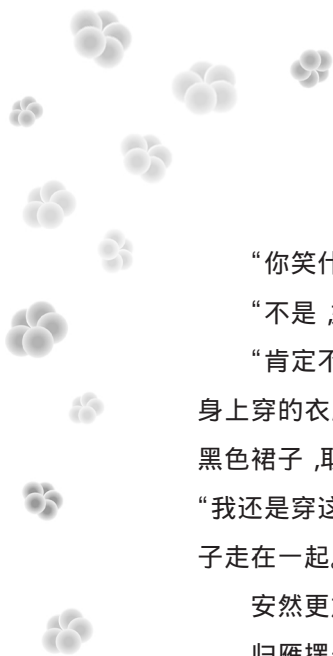 “你笑什
“不是，
“肯定不
身上穿的衣
黑色裙子，
“我还是穿这
子走在一起。
安然更
归雁摆